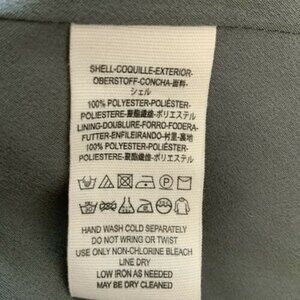 SHELL-COQUILLE-EXTERIOR-
OBERSTOFF-CONCHA-面料-
シェル
100% POLYESTER-POLIÉSTER-
POLIESTERE-聚酯纖維-ポリエステル
LINING-DOUBLURE-FORRO-FODERA-
FUTTER-ENFILEIRANDO-衬里-裏地
100% POLYESTER-POLIÉSTER-
POLIESTERE-聚酯纖維-ポリエステル
HAND WASH COLD SEPARATELY
DO NOT WRING OR TWIST
USE ONLY NON-CHLORINE BLEACH
LINE DRY
LOW IRON AS NEEDED
MAY BE DRY CLEANED